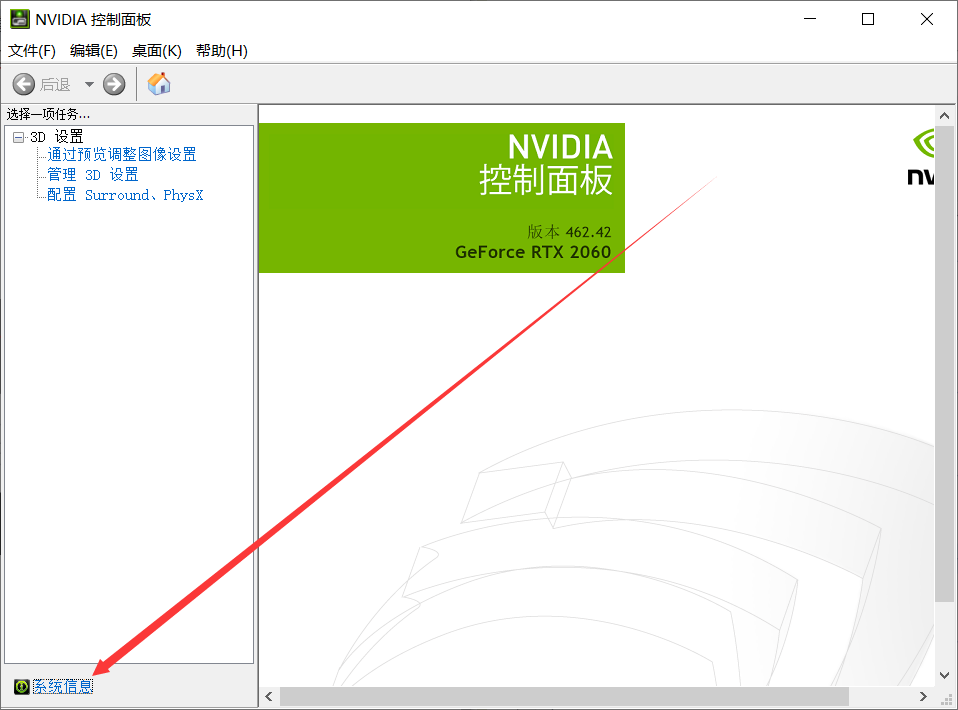 NVIDIA 控制面板
文件(F) 编辑(E) 桌面(K) 帮助(H)
后退
选择一项任务...
3D 设置
通过预览调整图像设置
管理 3D 设置
配置 Surround、PhysX
NVIDIA
控制面板
版本 462.42
GeForce RTX 2060
系统信息